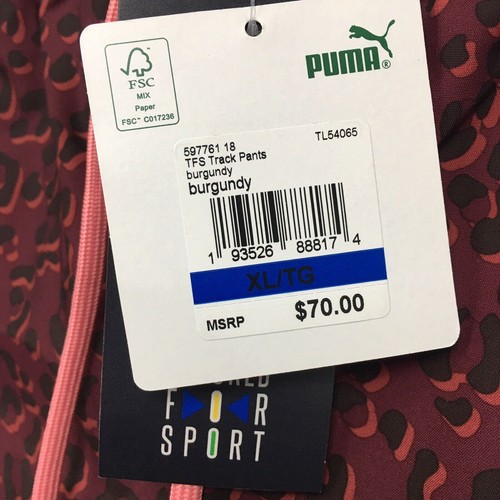 PUMA®
FSC
MIX
Paper
FSC™ C017236
597761 18 TL54065
TFS Track Pants
burgundy
burgundy
1 93526 88817 4
XL/TG
MSRP $70.00
F R
SPORT